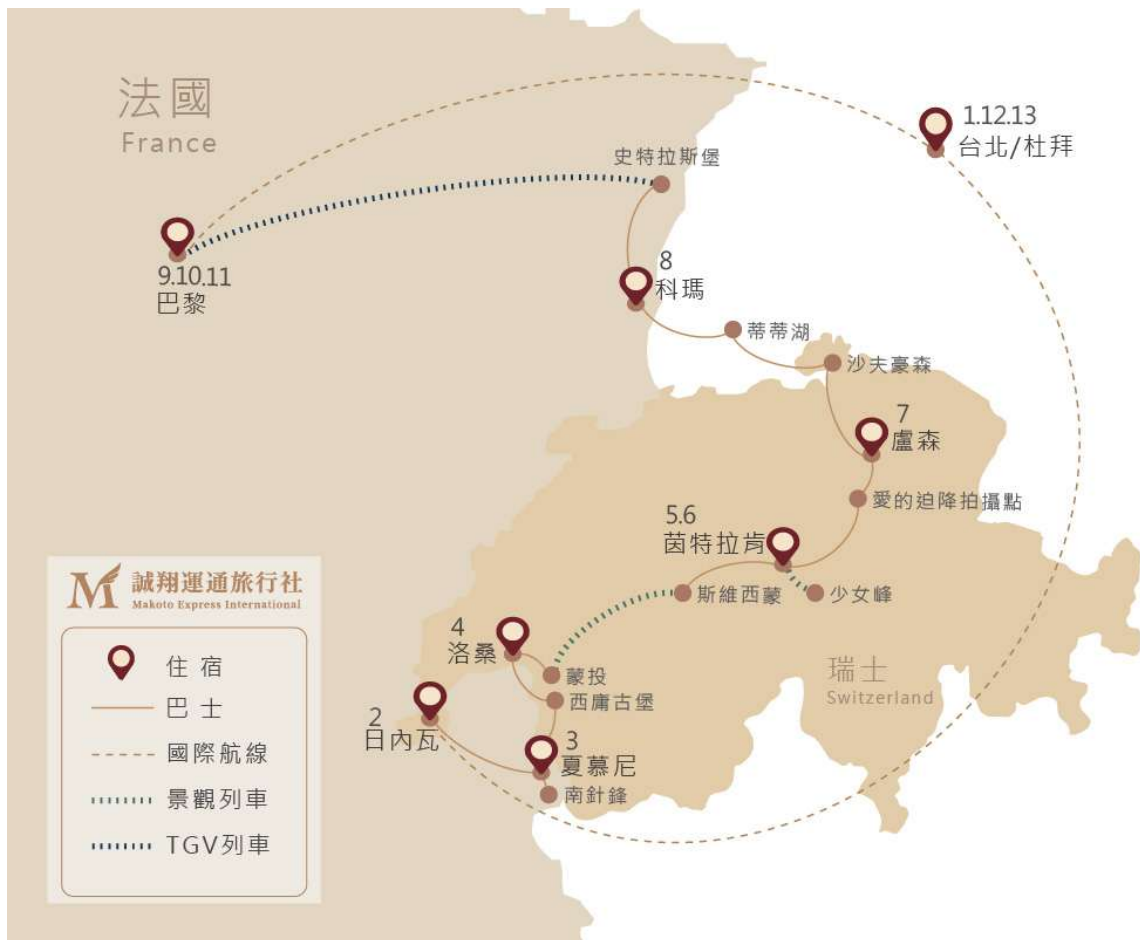 法國
France
1.12.13
台北/杜拜
史特拉斯堡
9.10.11
巴黎
8
科瑪
蒂蒂湖
沙夫豪森
7
盧森
愛的迫降拍攝點
5.6
茵特拉肯
斯維西蒙
少女峰
4
洛桑
蒙投
西庸古堡
瑞士
Switzerland
2
日內瓦
3
夏慕尼
南針鋒
誠翔運通旅行社
Makoto Express International
住宿
巴士
國際航線
景觀列車
TGV列車